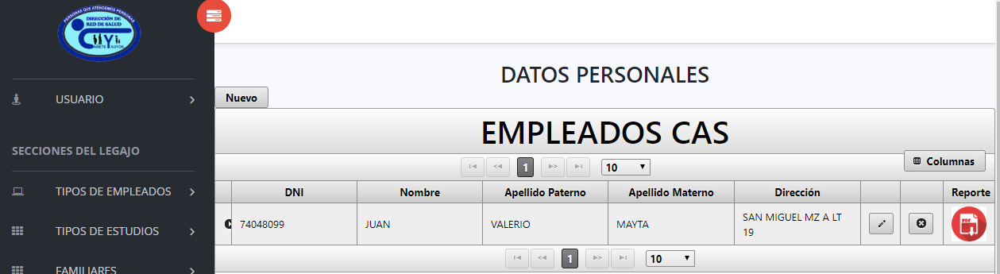 PERSONAS QUE ATENDEMOS PERSONAS
DIRECCIÓN DE
RED DE SALUD
CAÑETE YAUYOS
USUARIO
SECCIONES DEL LEGAJO
TIPOS DE EMPLEADOS
TIPOS DE ESTUDIOS
FAMILIARES
DATOS PERSONALES
Nuevo
EMPLEADOS CAS
1 10
Columnas
DNI Nombre Apellido Paterno Apellido Materno Dirección Reporte
74048099 JUAN VALERIO MAYTA SAN MIGUEL MZ A LT
19
PDF
1 10